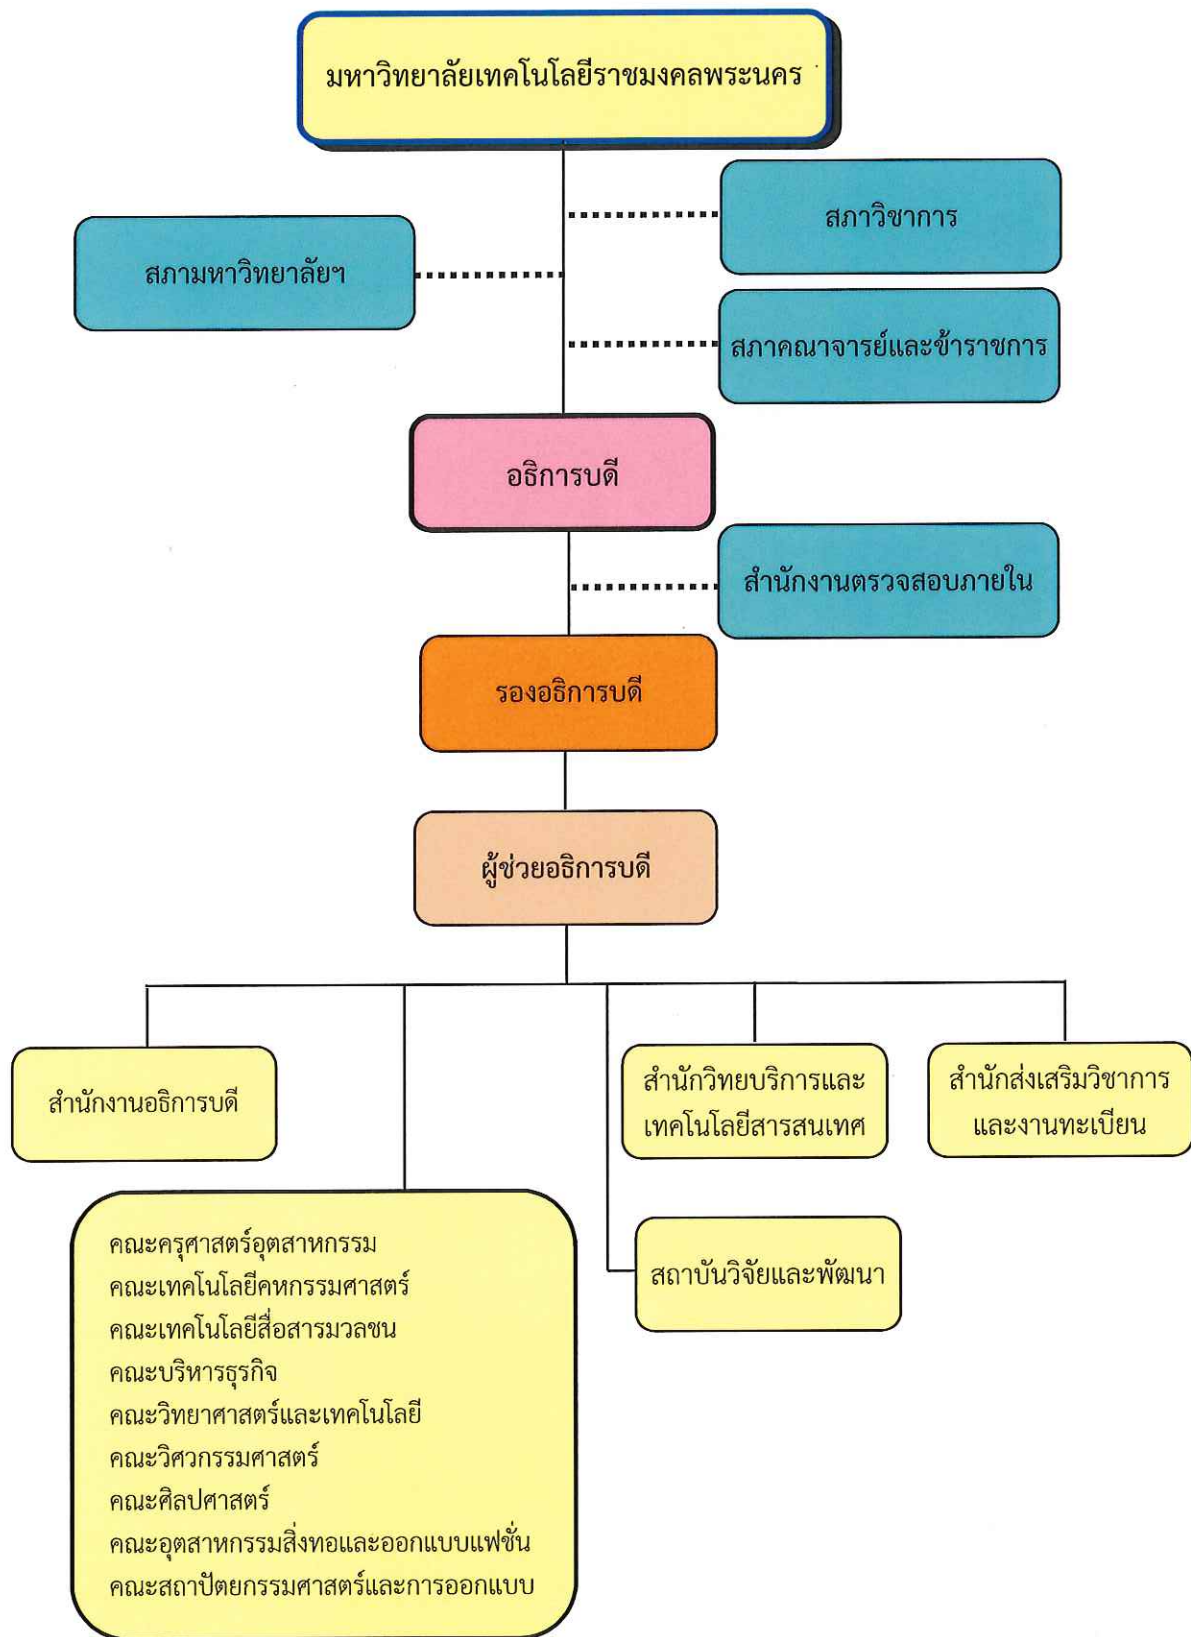 มหาวิทยาลัยเทคโนโลยีราชมงคลพระนคร
สภาวิชาการ
สภามหาวิทยาลัยฯ
สภาคณาจารย์และข้าราชการ
อธิการบดี
สำนักงานตรวจสอบภายใน
รองอธิการบดี
ผู้ช่วยอธิการบดี
สำนักงานอธิการบดี
สำนักวิทยบริการและ
เทคโนโลยีสารสนเทศ
สำนักส่งเสริมวิชาการ
และงานทะเบียน
คณะครุศาสตร์อุตสาหกรรม
คณะเทคโนโลยีคหกรรมศาสตร์
คณะเทคโนโลยีสื่อสารมวลชน
คณะบริหารธุรกิจ
คณะวิทยาศาสตร์และเทคโนโลยี
คณะวิศวกรรมศาสตร์
คณะศิลปศาสตร์
คณะอุตสาหกรรมสิ่งทอและออกแบบแฟชั่น
คณะสถาปัตยกรรมศาสตร์และการออกแบบ
สถาบันวิจัยและพัฒนา